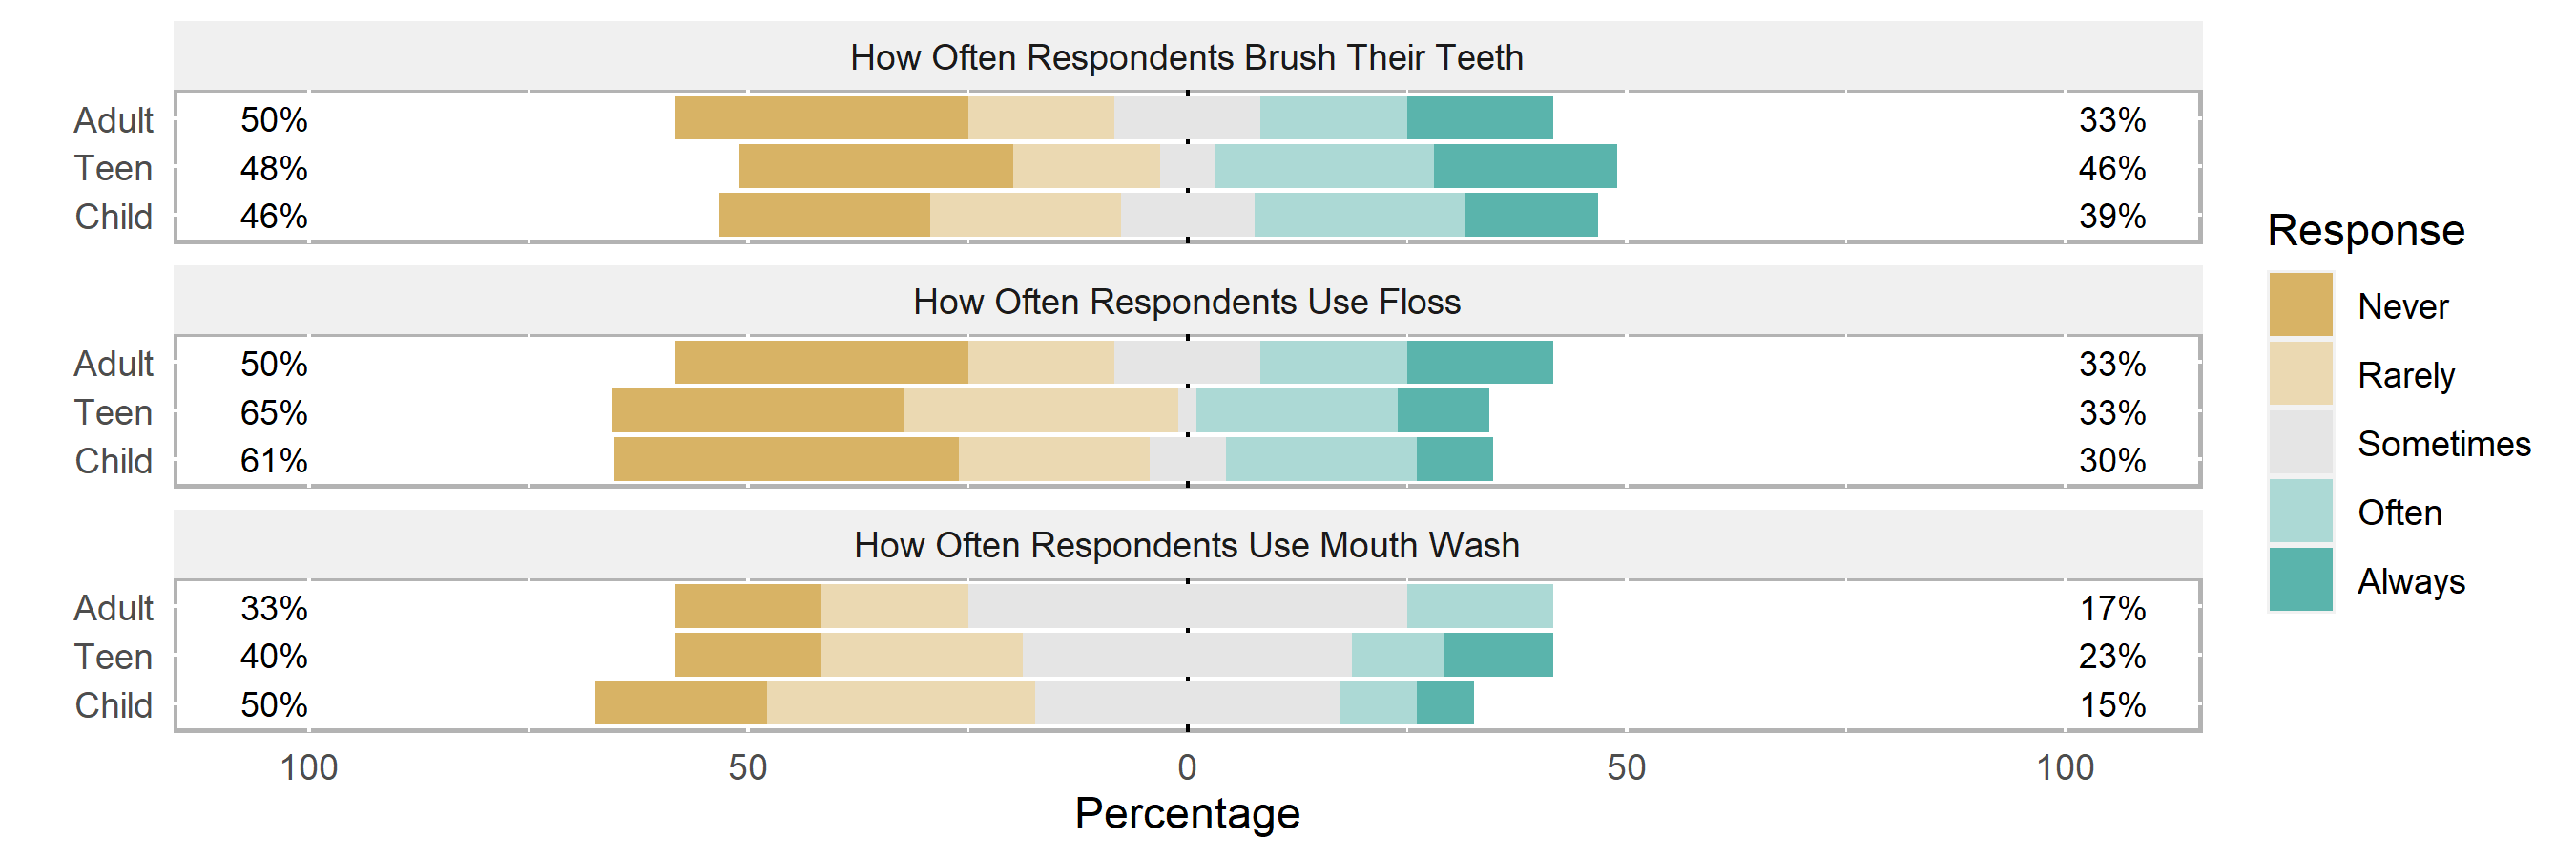 How Often Respondents Brush Their Teeth
Adult 50% 33%
Teen 48% 46%
Child 46% 39%
How Often Respondents Use Floss
Adult 50% 33%
Teen 65% 33%
Child 61% 30%
How Often Respondents Use Mouth Wash
Adult 33% 17%
Teen 40% 23%
Child 50% 15%
100 50 0 50 100
Percentage
Response
Never
Rarely
Sometimes
Often
Always